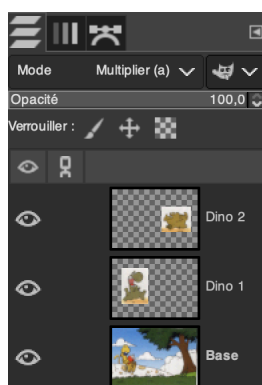 Mode Multiplier (a)
Opacité 100,0
Verrouiller :
Dino 2
Dino 1
Base